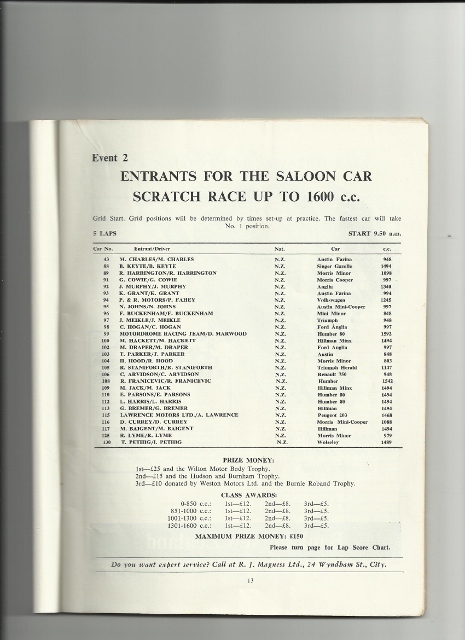 Event 2
ENTRANTS FOR THE SALOON CAR
SCRATCH RACE UP TO 1600 c.c.
Grid Start. Grid positions will be determined by times set-up at practice. The fastest car will take
No. 1 position.
5 LAPS START 9.50 a.m.
Car No. Entrant/Driver Nat. Car c.c.
43 M. CHARLES/M. CHARLES N.Z. Austin Farina 948
88 B. KEYTE/B. KEYTE N.Z. Singer Gazelle 1494
89 R. HARRINGTON/R. HARRINGTON N.Z. Morris Minor 1098
91 G. COWIE/G. COWIE N.Z. Morris Cooper 997
92 J. MURPHY/J. MURPHY N.Z. Anglia 1340
93 K. GRANT/K. GRANT N.Z. Austin Farina 994
94 P. & R. MOTORS/P. FAHEY N.Z. Volkswagen 1245
95 N. JOHNS/N. JOHNS N.Z. Austin Mini-Cooper 997
96 F. BUCKENHAM/F. BUCKENHAM N.Z. Mini Minor 848
97 I. MEIKLE/I. MEIKLE N.Z. Triumph 948
98 C. HOGAN/C. HOGAN N.Z. Ford Anglia 997
99 MOTORDROME RACING TEAM/D. MARWOOD N.Z. Humber 80 1592
100 M. HACKETT/M. HACKETT N.Z. Hillman Minx 1494
102 M. DRAPER/M. DRAPER N.Z. Ford Anglia 997
103 T. PARKER/T. PARKER N.Z. Austin 848
104 H. HOOD/R. HOOD N.Z. Morris Minor 803
105 R. STANIFORTH/R. STANIFORTH N.Z. Triumph Herald 1147
106 C. ARVIDSON/C. ARVIDSON N.Z. Renault 750 948
108 R. FRANICEVIC/R. FRANICEVIC N.Z. Humber 1542
109 M. JACK/M. JACK N.Z. Hillman Minx 1494
110 E. PARSONS/E. PARSONS N.Z. Humber 80 1494
112 L. HARRIS/L. HARRIS N.Z. Humber 80 1494
113 G. BREMER/G. BREMER N.Z. Hillman 1494
115 LAWRENCE MOTORS LTD./A. LAWRENCE N.Z. Peugeot 203 1468
116 D. CURREY/D. CURREY N.Z. Morris Mini-Cooper 1088
117 M. BAIGENT/M. BAIGENT N.Z. Hillman 1494
128 B. LYME/B. LYME N.Z. Morris Minor 979
130 T. PETHIG/T. PETHIG N.Z. Wolseley 1489
PRIZE MONEY:
1st—£25 and the Wilton Motor Body Trophy.
2nd—£15 and the Hudson and Burnham Trophy.
3rd—£10 donated by Weston Motors Ltd. and the Burnie Roband Trophy.
CLASS AWARDS:
0-850 c.c.: 1st—£12. 2nd—£8. 3rd—£5.
851-1000 c.c.: 1st—£12. 2nd—£8. 3rd—£5.
1001-1300 c.c.: 1st—£12. 2nd—£8. 3rd—£5.
1301-1600 c.c.: 1st—£12. 2nd—£8. 3rd—£5.
MAXIMUM PRIZE MONEY: £150
Please turn page for Lap Score Chart.
Do you want expert service? Call at R. J. Magness Ltd., 24 Wyndham St., City.